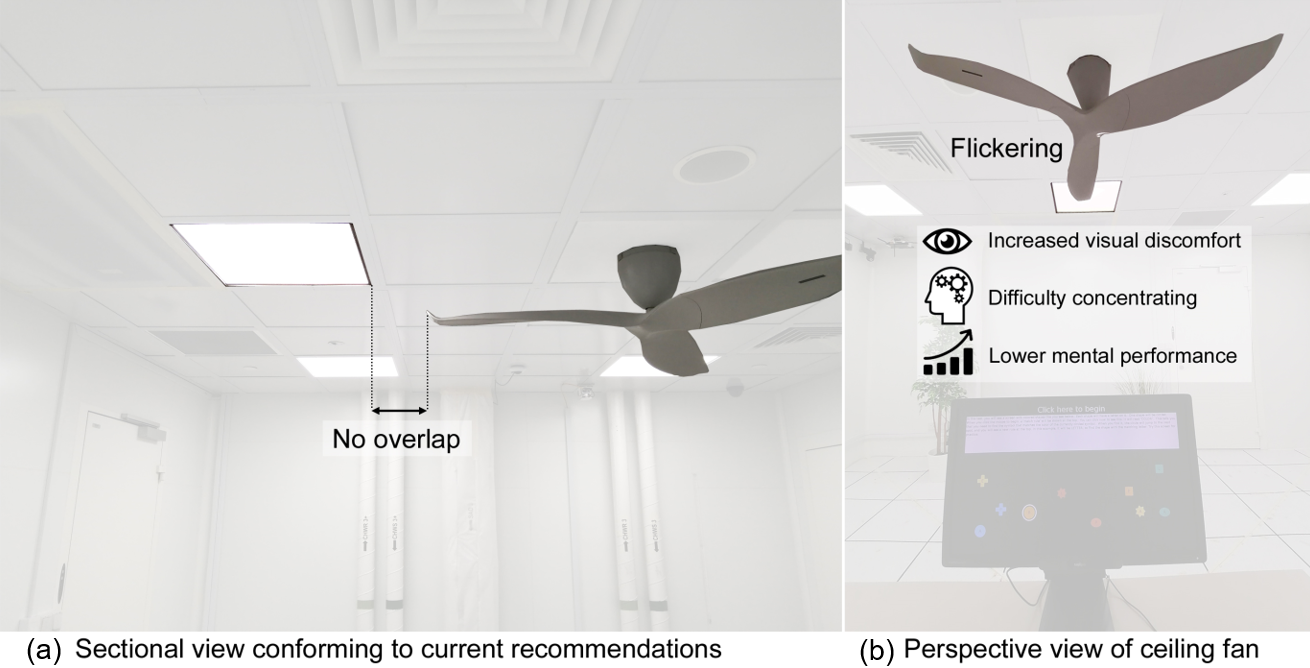 No overlap
(a) Sectional view conforming to current recommendations
Flickering
Increased visual discomfort
Difficulty concentrating
Lower mental performance
Click here to begin
(b) Perspective view of ceiling fan